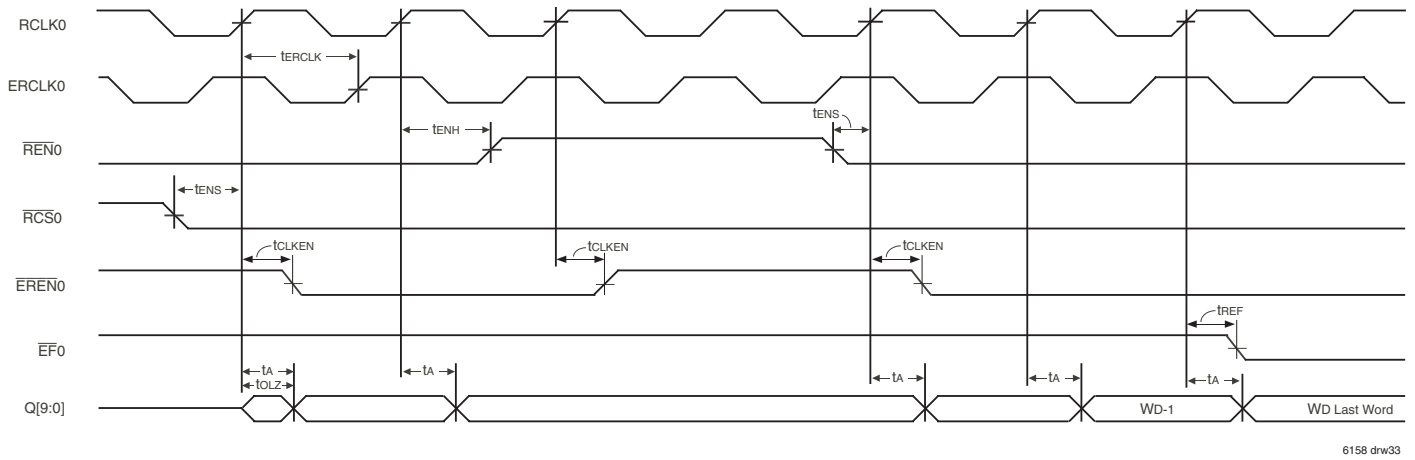 RCLK0
tERCLK
ERCLK0
tENH
tENS
REN0
tENS
RCS0
tCLKEN
tCLKEN
tCLKEN
EREN0
tREF
EF0
tA
tA
tA
tA
tA
tOLZ
Q[9:0]
WD-1
WD Last Word
6158 drw33